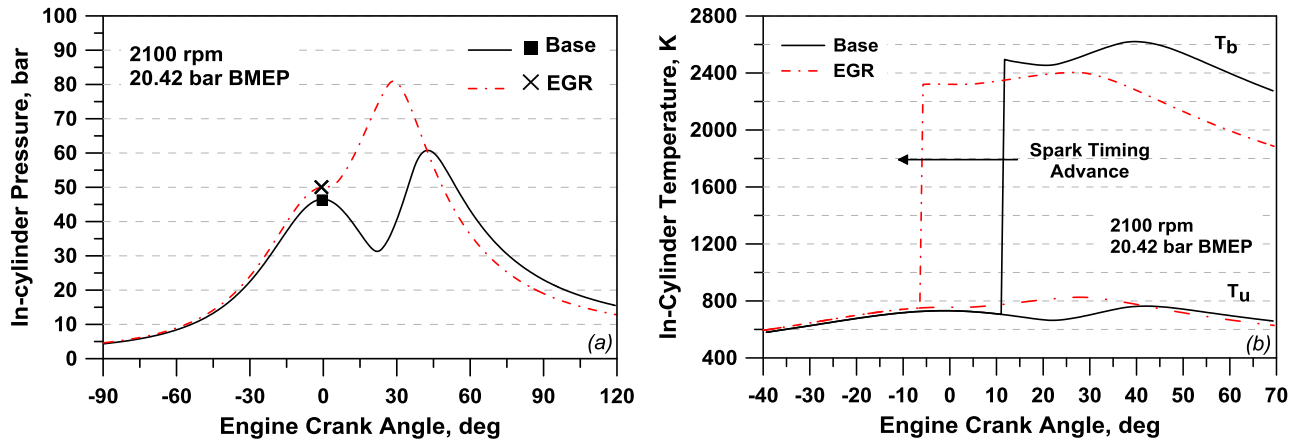 In-cylinder Pressure, bar
100
90
80
70
60
50
40
30
20
10
0
2100 rpm
20.42 bar BMEP
Base
EGR
(a)
-90 -60 -30 0 30 60 90 120
Engine Crank Angle, deg
In-Cylinder Temperature, K
2800
2400
2000
1600
1200
800
400
Base
EGR
Tb
Spark Timing
Advance
2100 rpm
20.42 bar BMEP
Tu
(b)
-40 -30 -20 -10 0 10 20 30 40 50 60 70
Engine Crank Angle, deg